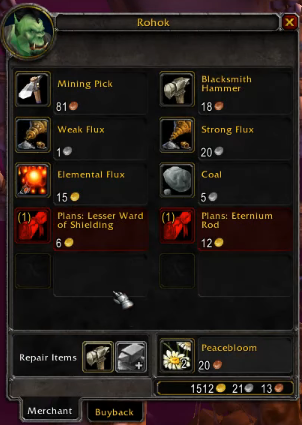 Rohok
Mining Pick
81
Blacksmith
Hammer
18
Weak Flux
1
Strong Flux
20
Elemental Flux
15
Coal
5
(1)
Plans: Lesser Ward
of Shielding
6
(1)
Plans: Eternium
Rod
12
Repair Items
2
Peacebloom
20
1512 21 13
Merchant
Buyback